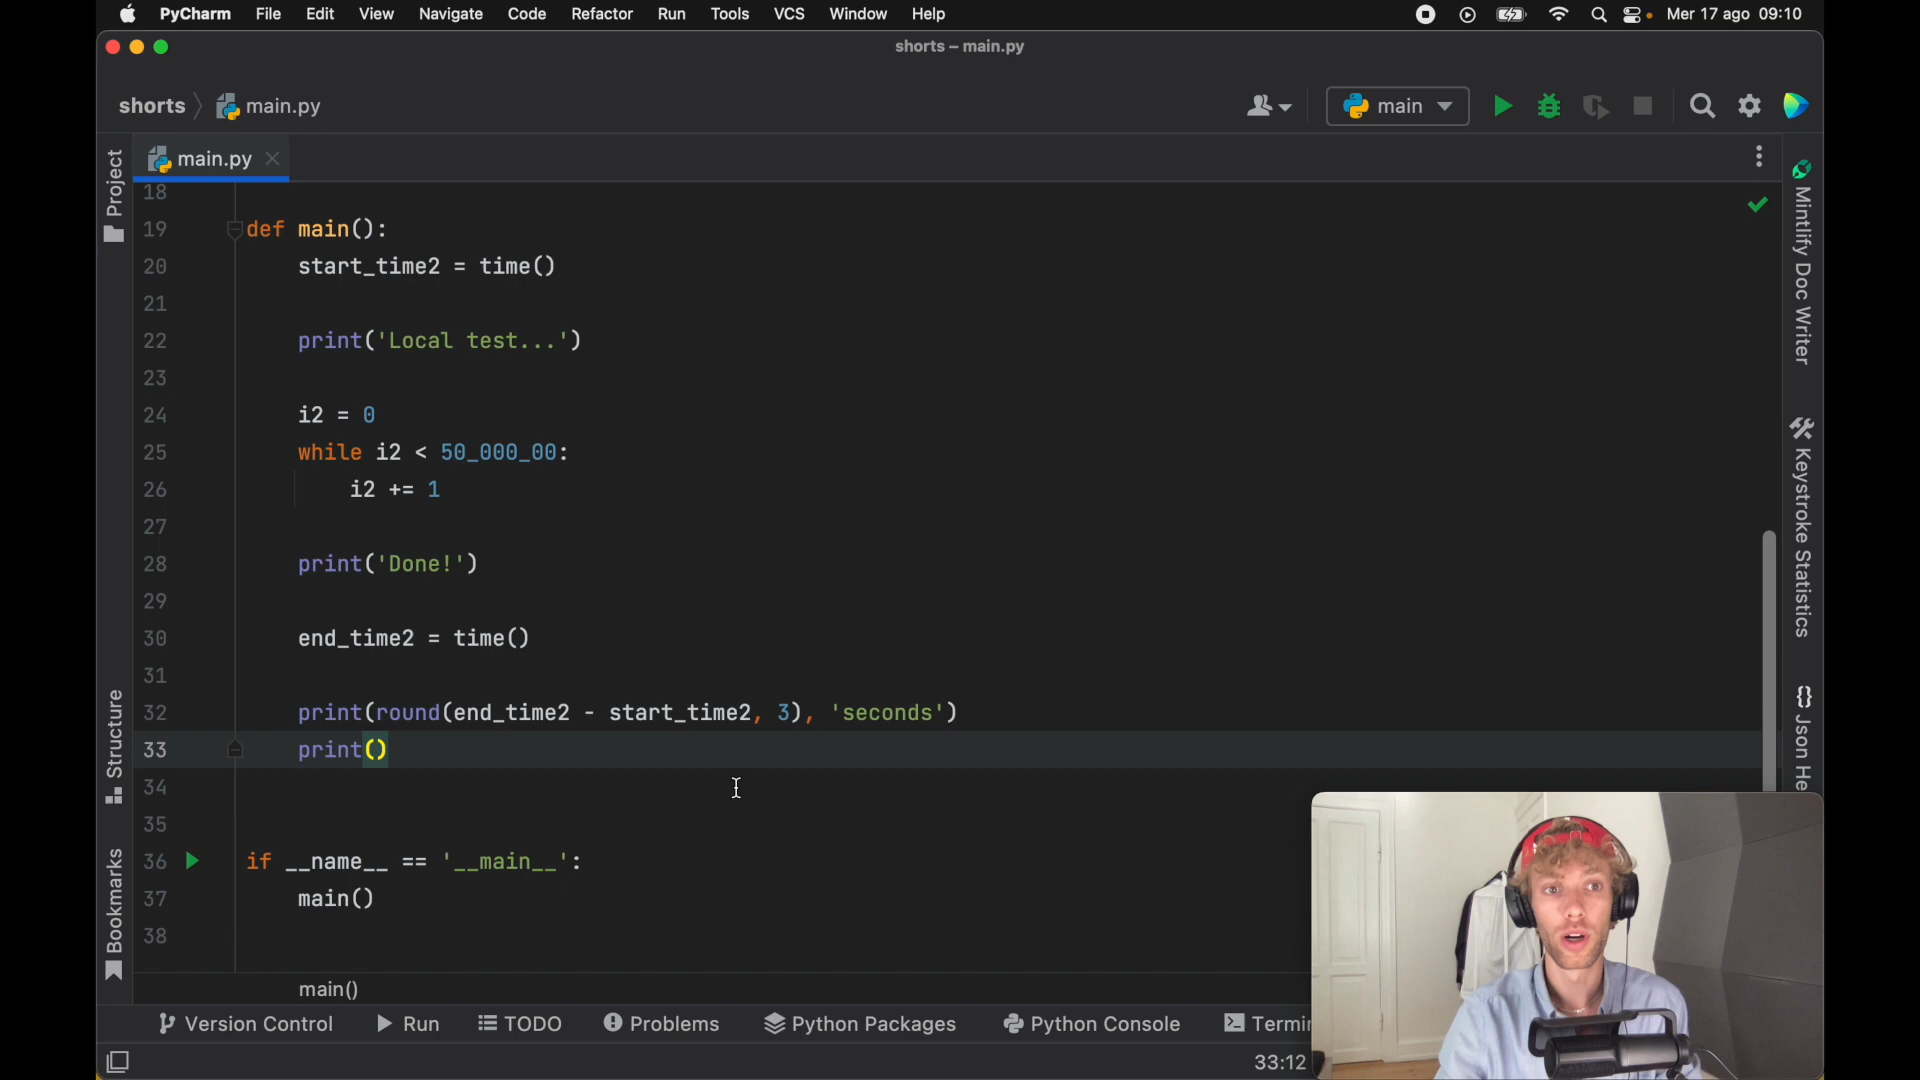 PyCharm File Edit View Navigate Code Refactor Run Tools VCS Window Help Mer 17 ago 09:10
shorts – main.py
shorts main.py main
main.py
Project
Structure
Bookmarks
18
19 def main():
20 start_time2 = time()
21
22 print('Local test...')
23
24 i2 = 0
25 while i2 < 50_000_00:
26 i2 += 1
27
28 print('Done!')
29
30 end_time2 = time()
31
32 print(round(end_time2 - start_time2, 3), 'seconds')
33 print()
34
35
36 if __name__ == '__main__':
37 main()
38
Mintlify Doc Writer
Keystroke Statistics
{} Json He
main()
Version Control Run TODO Problems Python Packages Python Console Termi
33:12